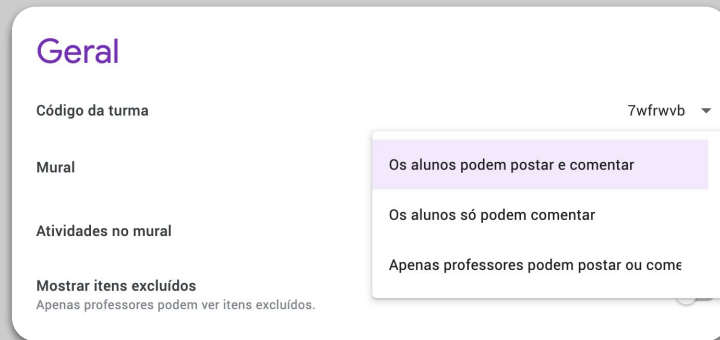 Geral
Código da turma
7wfrwvb
Mural
Os alunos podem postar e comentar
Os alunos só podem comentar
Atividades no mural
Apenas professores podem postar ou come
Mostrar itens excluídos
Apenas professores podem ver itens excluídos.